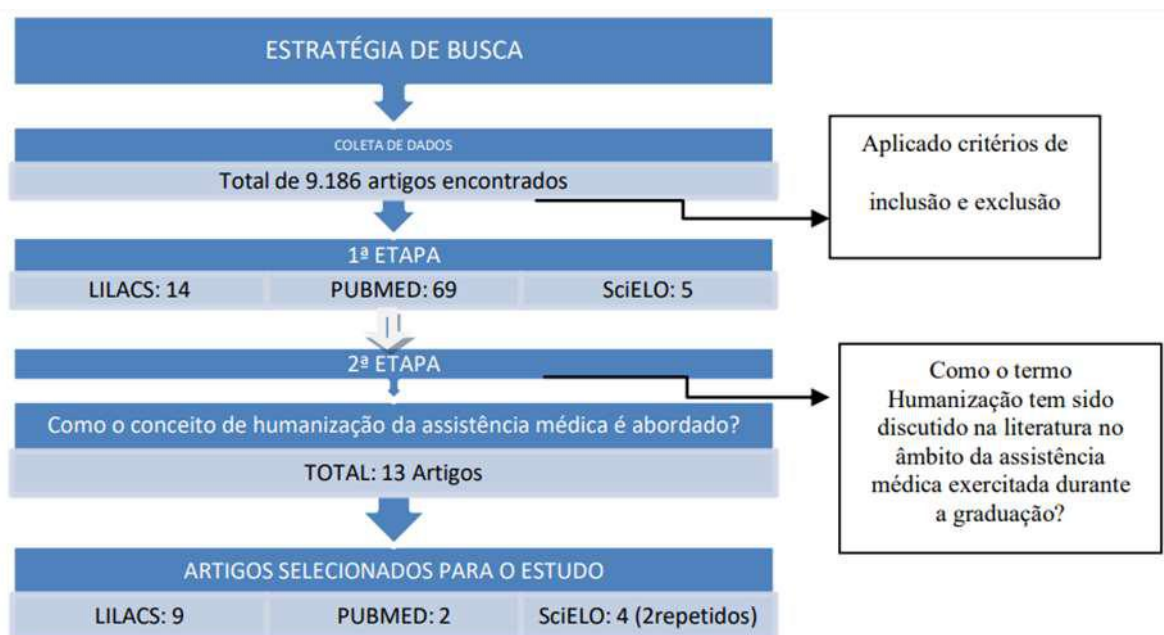 ESTRATÉGIA DE BUSCA
COLETA DE DADOS
Total de 9.186 artigos encontrados
Aplicado critérios de
inclusão e exclusão
1ª ETAPA
LILACS: 14 PUBMED: 69 SciELO: 5
2ª ETAPA
Como o conceito de humanização da assistência médica é abordado?
TOTAL: 13 Artigos
Como o termo
Humanização tem sido
discutido na literatura no
âmbito da assistência
médica exercitada durante
a graduação?
ARTIGOS SELECIONADOS PARA O ESTUDO
LILACS: 9 PUBMED: 2 SciELO: 4 (2repetidos)